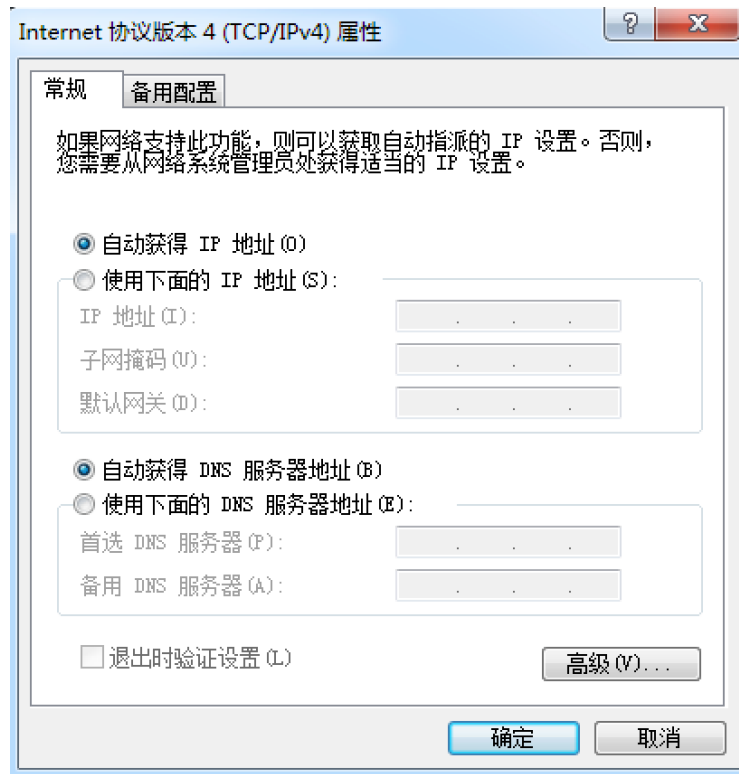 Internet 协议版本 4 (TCP/IPv4) 属性
常规 备用配置
如果网络支持此功能，则可以获取自动指派的 IP 设置。否则，
您需要从网络系统管理员处获得适当的 IP 设置。
自动获得 IP 地址(O)
使用下面的 IP 地址(S):
IP 地址(I):
子网掩码(U):
默认网关(D):
自动获得 DNS 服务器地址(B)
使用下面的 DNS 服务器地址(E):
首选 DNS 服务器(P):
备用 DNS 服务器(A):
退出时验证设置(L)
高级(V)...
确定 取消